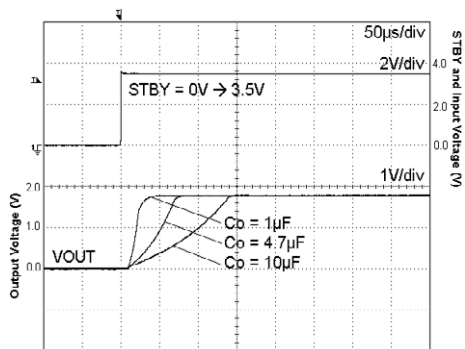 50µs/div
2V/div
4.0
STBY = 0V → 3.5V
2.0
0.0
STBY and Input Voltage (V)
1V/div
2.0
1.0
0.0
Output Voltage (V)
Co = 1µF
Co = 4.7µF
Co = 10µF
VOUT